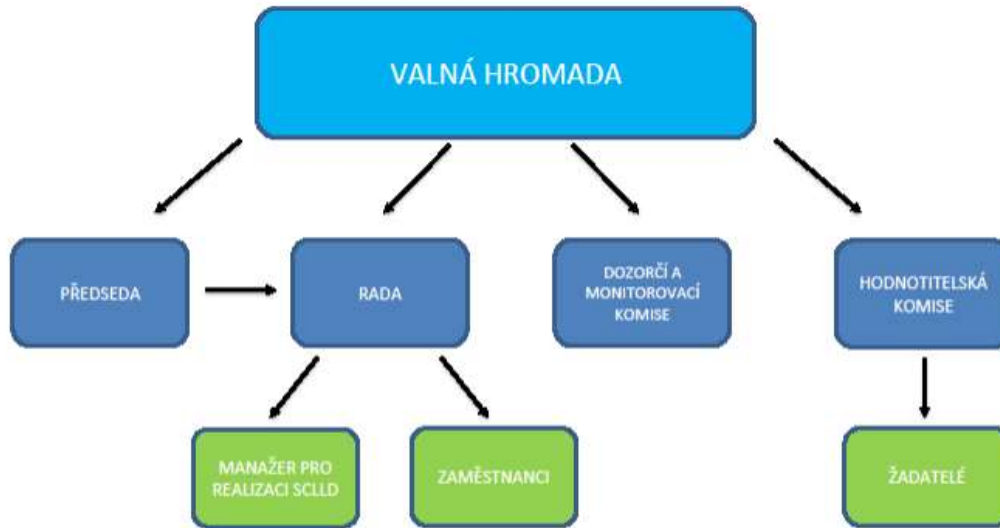 VALNÁ HROMADA
PŘEDSEDA
RADA
DOZORČÍ A
MONITOROVACÍ
KOMISE
HODNOTITELSKÁ
KOMISE
MANAŽER PRO
REALIZACI SCLLD
ZAMĚSTNANCI
ŽADATELÉ